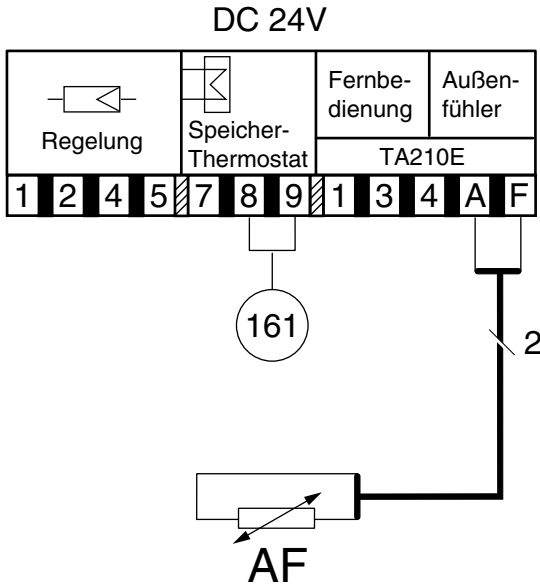 DC 24V
Regelung
Speicher-
Thermostat
Fernbe-
dienung
Außen-
fühler
TA210E
1 2 4 5 7 8 9 1 3 4 A F
161
2
AF